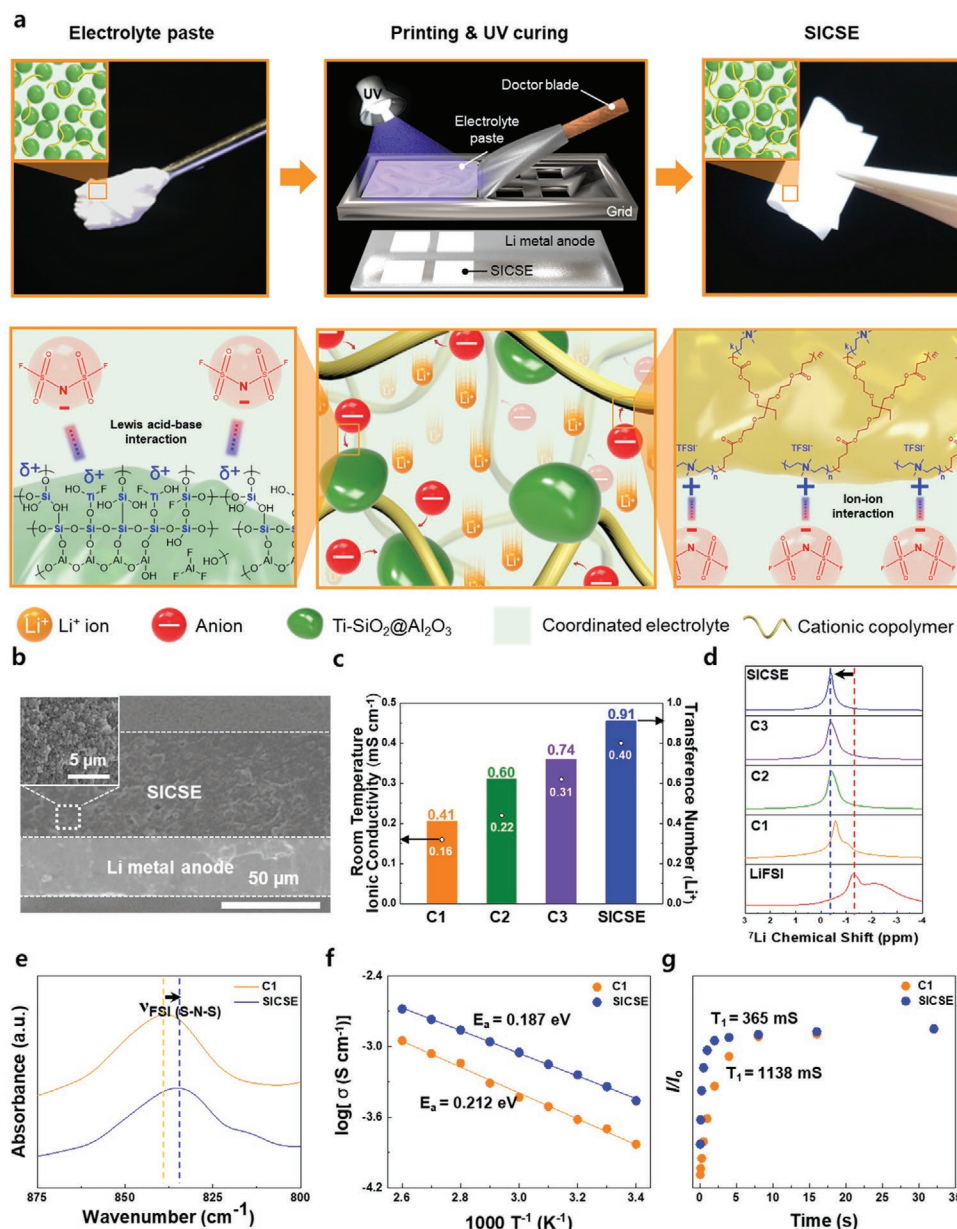 a
Electrolyte paste
Printing & UV curing
SICSE
UV
Doctor blade
Electrolyte
paste
Grid
Li metal anode
SICSE
Lewis acid-base
interaction
Ion-ion
interaction
TFSI⁻ TFSI⁻ TFSI⁻
Li⁺ Li⁺ ion
Anion
Ti-SiO₂@Al₂O₃
Coordinated electrolyte
Cationic copolymer
b
5 µm
SICSE
Li metal anode
50 µm
c
Room Temperature
Ionic Conductivity (mS cm⁻¹)
0.5
0.4
0.3
0.2
0.1
0.0
0.41
0.16
0.60
0.22
0.74
0.31
0.91
0.40
1.0
0.8
0.6
0.4
0.2
0.0
Transference Number (Li⁺)
C1 C2 C3 SICSE
d
SICSE
C3
C2
C1
LiFSI
3 2 1 0 -1 -2 -3 -4
⁷Li Chemical Shift (ppm)
e
C1
SICSE
νFSI (S-N-S)
Absorbance (a.u.)
875 850 825 800
Wavenumber (cm⁻¹)
f
C1
SICSE
Eₐ = 0.187 eV
Eₐ = 0.212 eV
log[ σ (S cm⁻¹)]
-2.4
-3.0
-3.6
-4.2
2.6 2.8 3.0 3.2 3.4
1000 T⁻¹ (K⁻¹)
g
C1
SICSE
T₁ = 365 mS
T₁ = 1138 mS
I/Iₒ
0 5 10 15 20 25 30 35
Time (s)